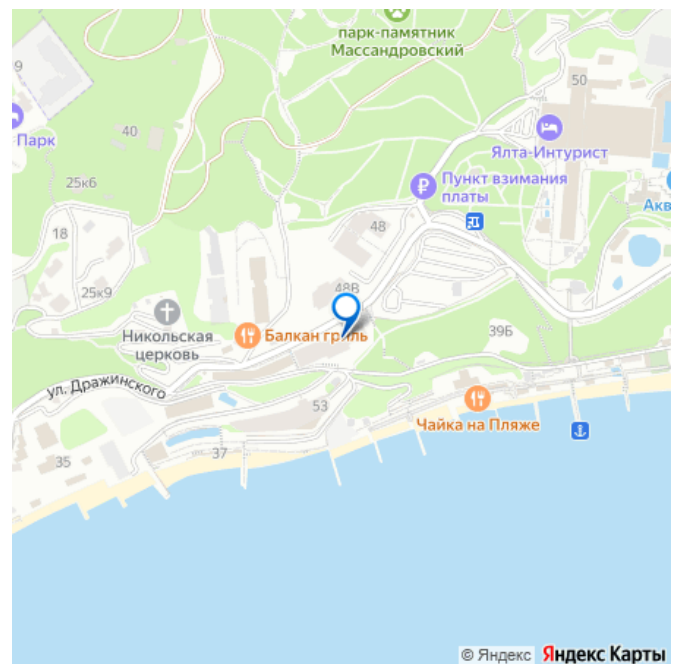 парк-памятник
Массандровский
9
50
40
Парк
Ялта-Интурист
25к6
Пункт взимания
платы
Акв
18
48
25к9
48В
Никольская
церковь
Балкан гриль
39Б
ул. Дражинского
53
Чайка на Пляже
37
35
© Яндекс Яндекс Карты